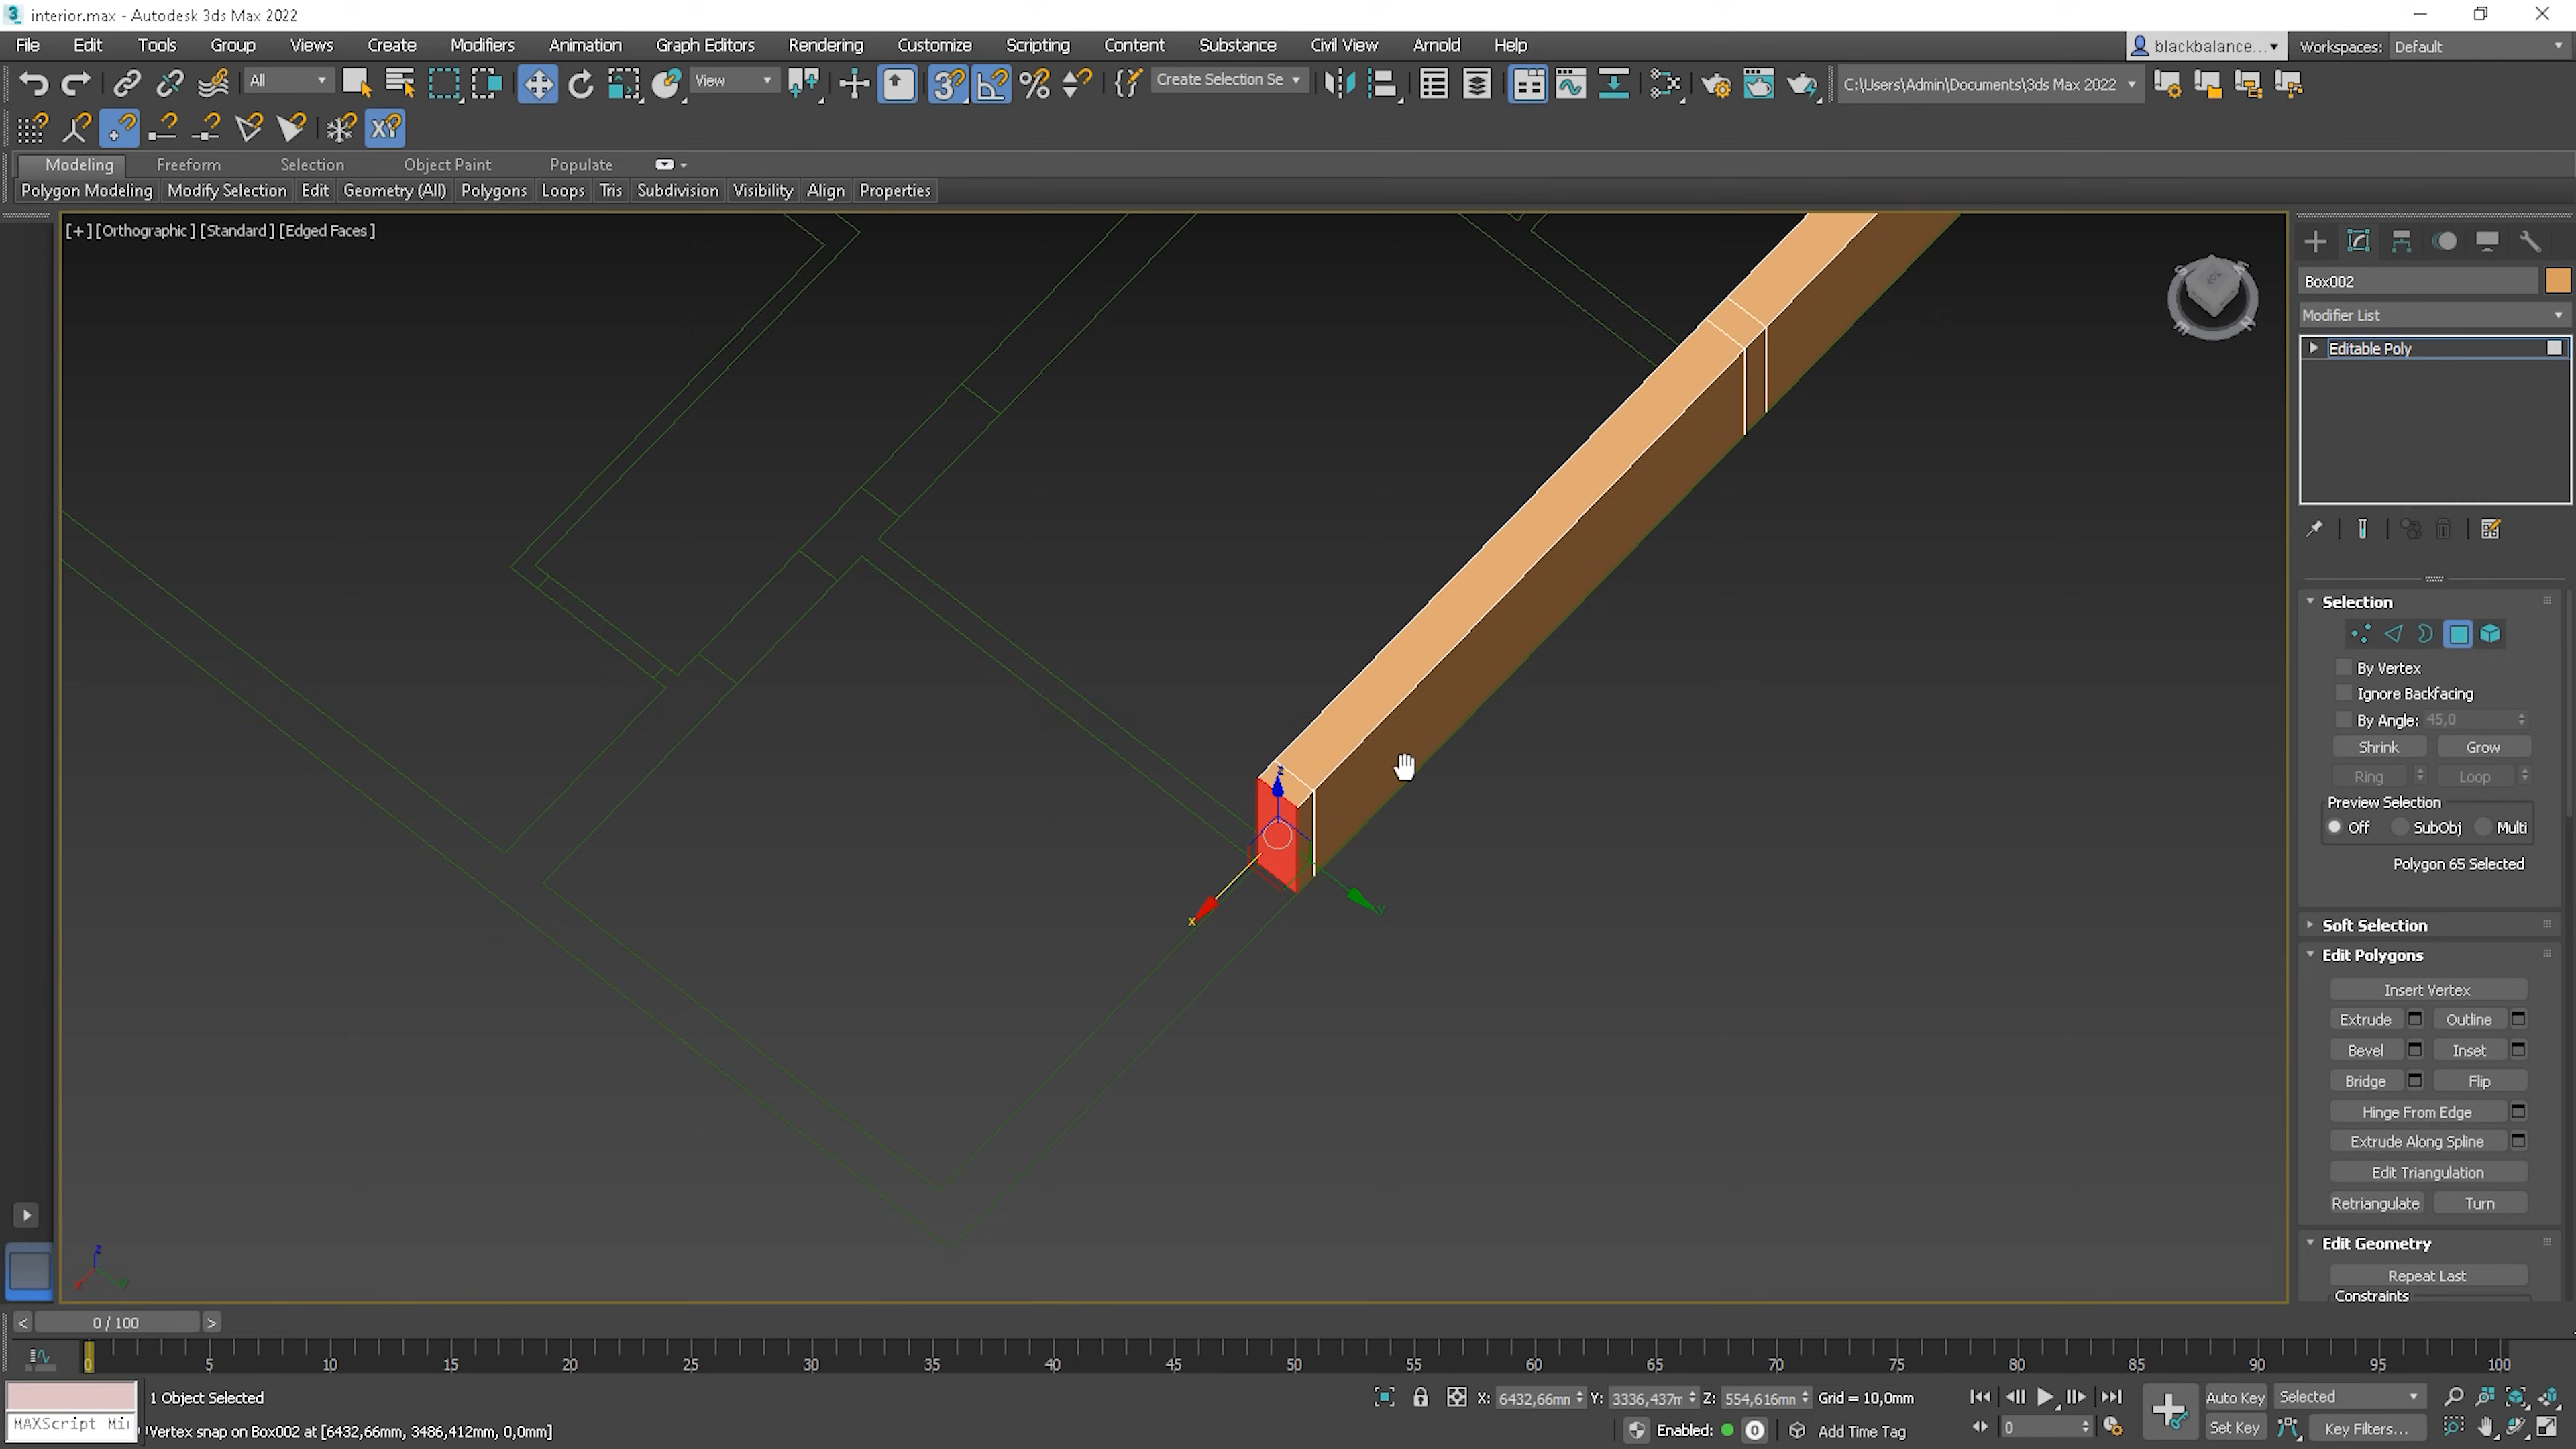 interior.max - Autodesk 3ds Max 2022
File Edit Tools Group Views Create Modifiers Animation Graph Editors Rendering Customize Scripting Content Substance Civil View Arnold Help
blackbalance... Workspaces: Default
All View Create Selection Se C:\Users\Admin\Documents\3ds Max 2022
Modeling Freeform Selection Object Paint Populate
Polygon Modeling Modify Selection Edit Geometry (All) Polygons Loops Tris Subdivision Visibility Align Properties
[+] [Orthographic] [Standard] [Edged Faces]
Box002
Modifier List
Editable Poly
Selection
By Vertex
Ignore Backfacing
By Angle: 45,0
Shrink Grow
Ring Loop
Preview Selection
Off SubObj Multi
Polygon 65 Selected
Soft Selection
Edit Polygons
Insert Vertex
Extrude Outline
Bevel Inset
Bridge Flip
Hinge From Edge
Extrude Along Spline
Edit Triangulation
Retriangulate Turn
Edit Geometry
Repeat Last
Constraints
z
x
y
z
< 0 / 100 >
0 5 10 15 20 25 30 35 40 45 50 55 60 65 70 75 80 85 90 95 100
1 Object Selected X: 6432,66mn Y: 3336,437m Z: 554,616mn Grid = 10,0mm Auto Key Selected
MAXScript Mi Vertex snap on Box002 at [6432,66mm, 3486,412mm, 0,0mm] Enabled: 0 Add Time Tag 0 Set Key Key Filters...